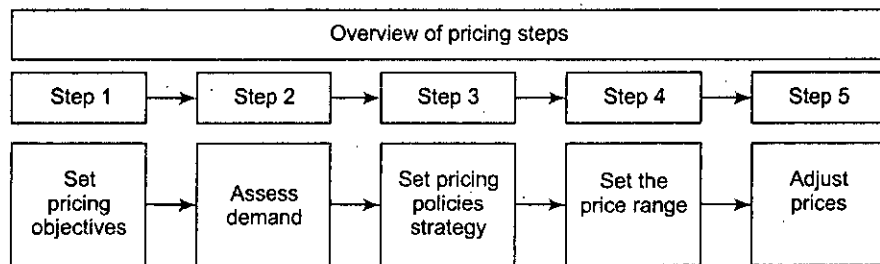 Overview of pricing steps
Step 1
Step 2
Step 3
Step 4
Step 5
Set
pricing
objectives
Assess
demand
Set pricing
policies
strategy
Set the
price range
Adjust
prices